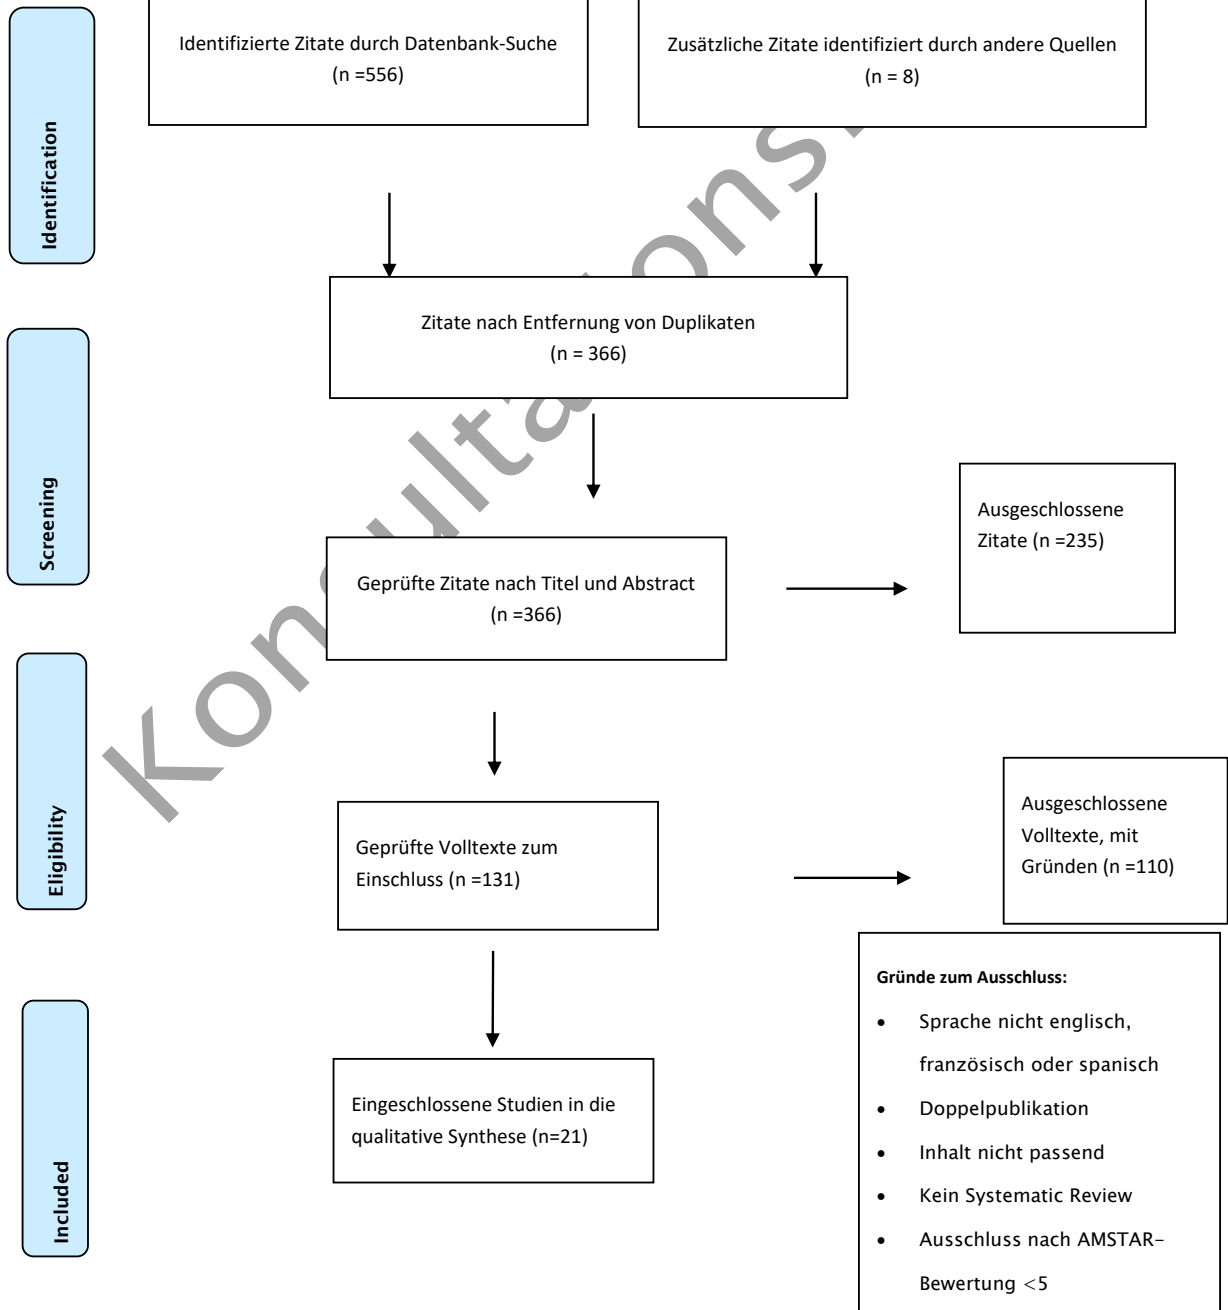 Identification
Identifizierte Zitate durch Datenbank-Suche
(n =556)
Zusätzliche Zitate identifiziert durch andere Quellen
(n = 8)
Zitate nach Entfernung von Duplikaten
(n = 366)
Screening
Geprüfte Zitate nach Titel und Abstract
(n =366)
Ausgeschlossene
Zitate (n =235)
Eligibility
Geprüfte Volltexte zum
Einschluss (n =131)
Ausgeschlossene
Volltexte, mit
Gründen (n =110)
Included
Eingeschlossene Studien in die
qualitative Synthese (n=21)
Gründe zum Ausschluss:
• Sprache nicht englisch,
französisch oder spanisch
• Doppelpublikation
• Inhalt nicht passend
• Kein Systematic Review
• Ausschluss nach AMSTAR-
Bewertung <5